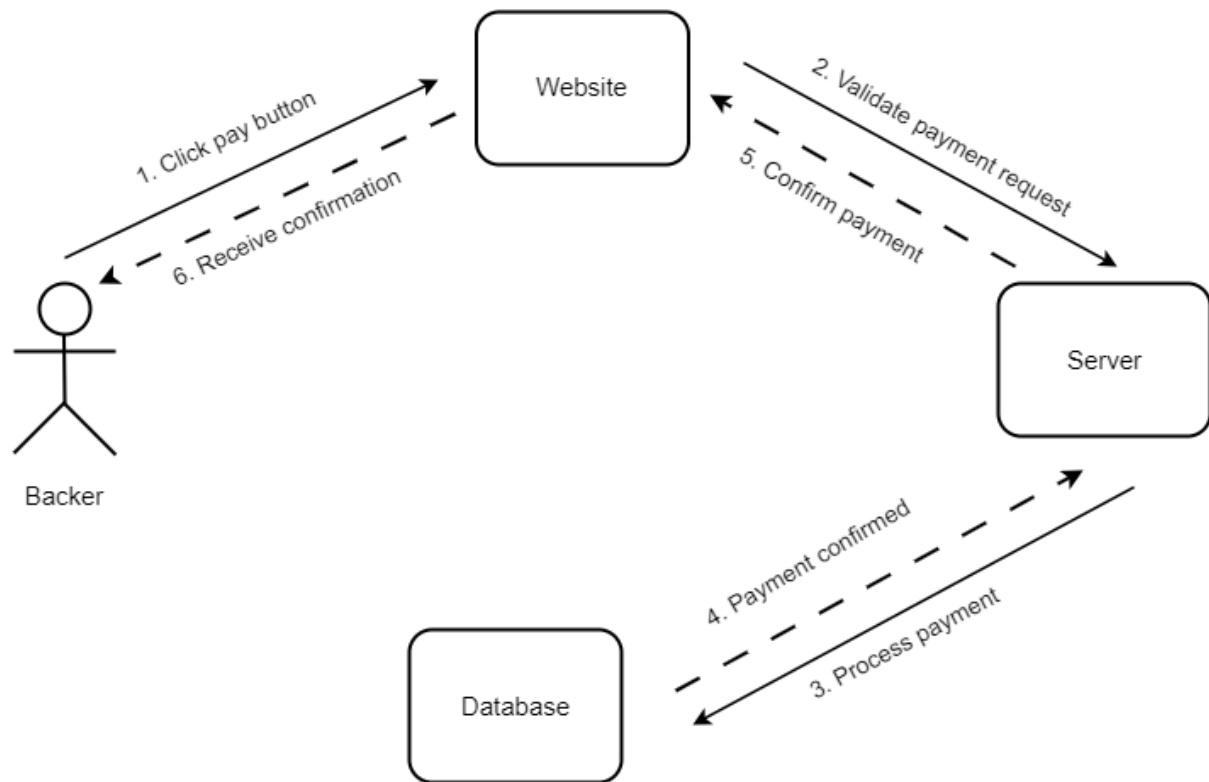 Website
1. Click pay button
2. Validate payment request
5. Confirm payment
6. Receive confirmation
Server
Backer
4. Payment confirmed
3. Process payment
Database